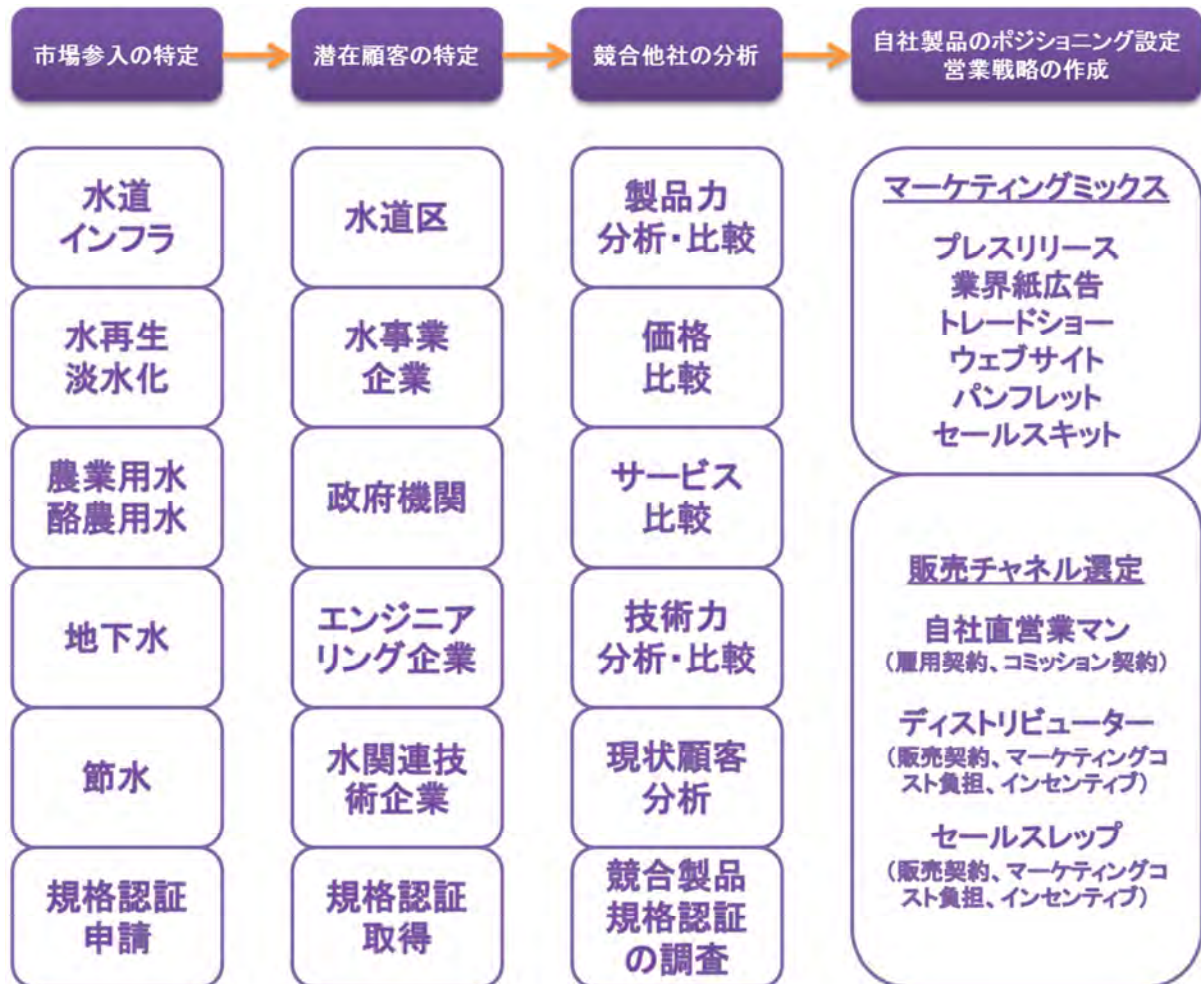 市場参入の特定
潜在顧客の特定
競合他社の分析
自社製品のポジショニング設定
営業戦略の作成
水道
インフラ
水再生
淡水化
農業用水
酪農用水
地下水
節水
規格認証
申請
水道区
水事業
企業
政府機関
エンジニア
リング企業
水関連技
術企業
規格認証
取得
製品力
分析・比較
価格
比較
サービス
比較
技術力
分析・比較
現状顧客
分析
競合製品
規格認証
の調査
マーケティングミックス
プレスリリース
業界紙広告
トレードショー
ウェブサイト
パンフレット
セールスキット
販売チャネル選定
自社直営業マン
（雇用契約、コミッション契約）
ディストリビューター
（販売契約、マーケティングコ
スト負担、インセンティブ）
セールスレップ
（販売契約、マーケティングコ
スト負担、インセンティブ）